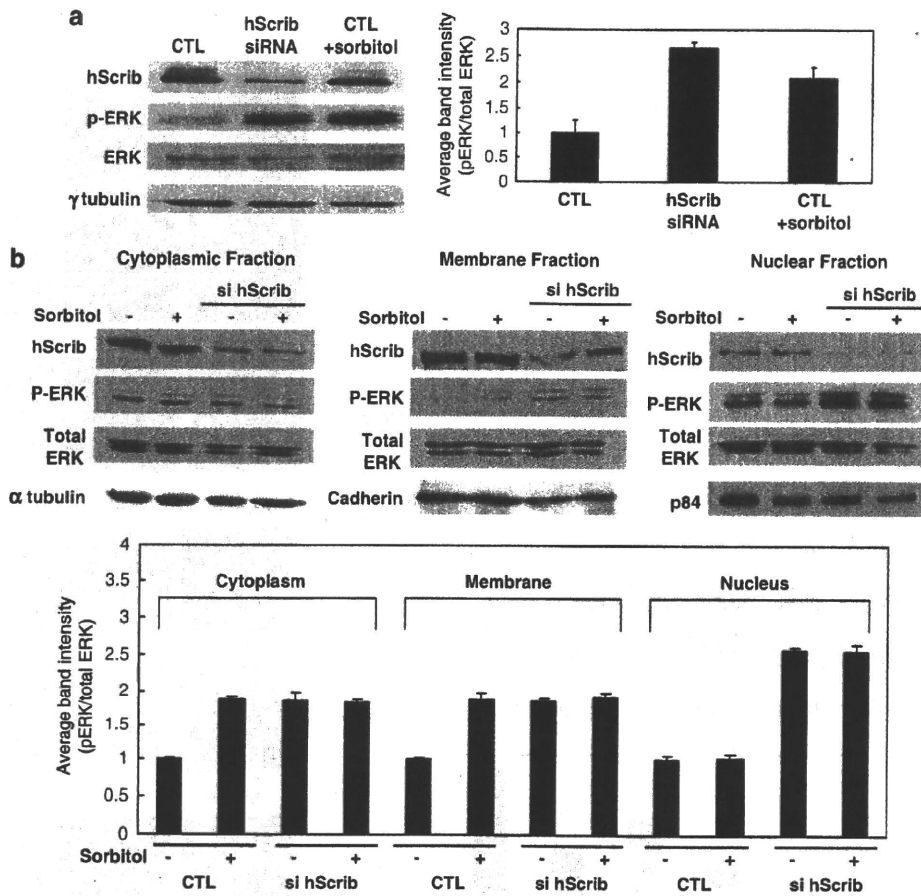 a
CTL
hScrib
siRNA
CTL
+sorbitol
hScrib
p-ERK
ERK
γ tubulin
Average band intensity
(pERK/total ERK)
3
2.5
2
1.5
1
0.5
0
CTL
hScrib
siRNA
CTL
+sorbitol
b
Cytoplasmic Fraction
si hScrib
Sorbitol - + - +
hScrib
P-ERK
Total
ERK
α tubulin
Membrane Fraction
si hScrib
Sorbitol - + - +
hScrib
P-ERK
Total
ERK
Cadherin
Nuclear Fraction
si hScrib
Sorbitol - + - +
hScrib
P-ERK
Total
ERK
p84
Average band intensity
(pERK/total ERK)
4
3.5
3
2.5
2
1.5
1
0.5
0
Cytoplasm
Membrane
Nucleus
Sorbitol - + - + - + - + - + - +
CTL si hScrib CTL si hScrib CTL si hScrib